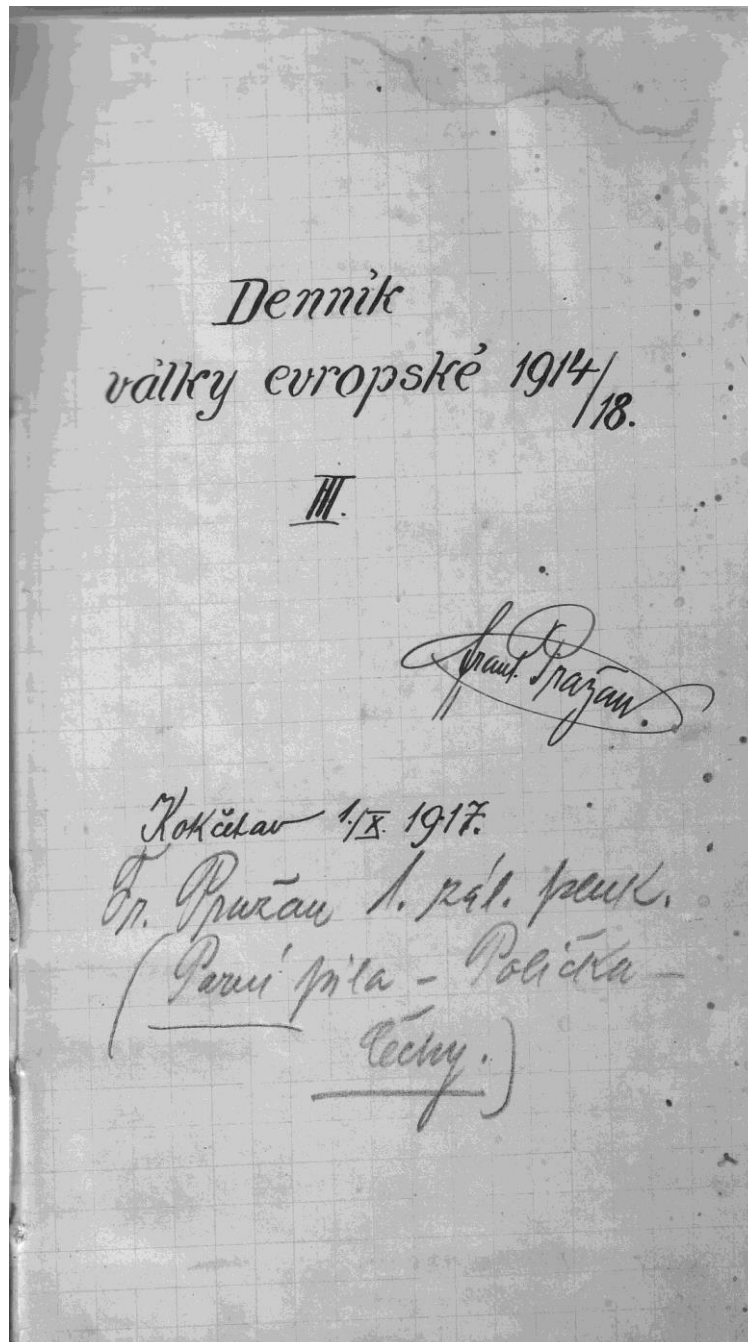 Denník
války evropské 1914/18.
III.
Frant. Pražan.
Kokčetav 1./X. 1917.
Fr. Pražan 1. zál. pluk.
(Parní pila – Polička –
Čechy.)